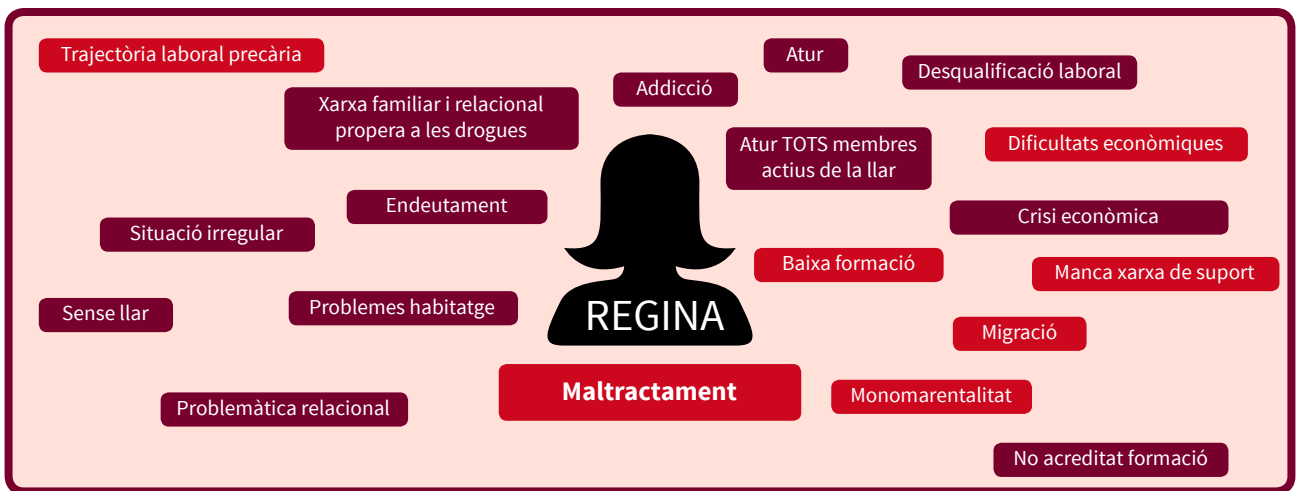 Trajectòria laboral precària
Atur
Desqualificació laboral
Addicció
Xarxa familiar i relacional
propera a les drogues
Atur TOTS membres
actius de la llar
Dificultats econòmiques
Endeutament
Crisi econòmica
Situació irregular
Baixa formació
Manca xarxa de suport
Sense llar
Problemes habitatge
REGINA
Migració
Maltractament
Monomarentalitat
Problemàtica relacional
No acreditat formació